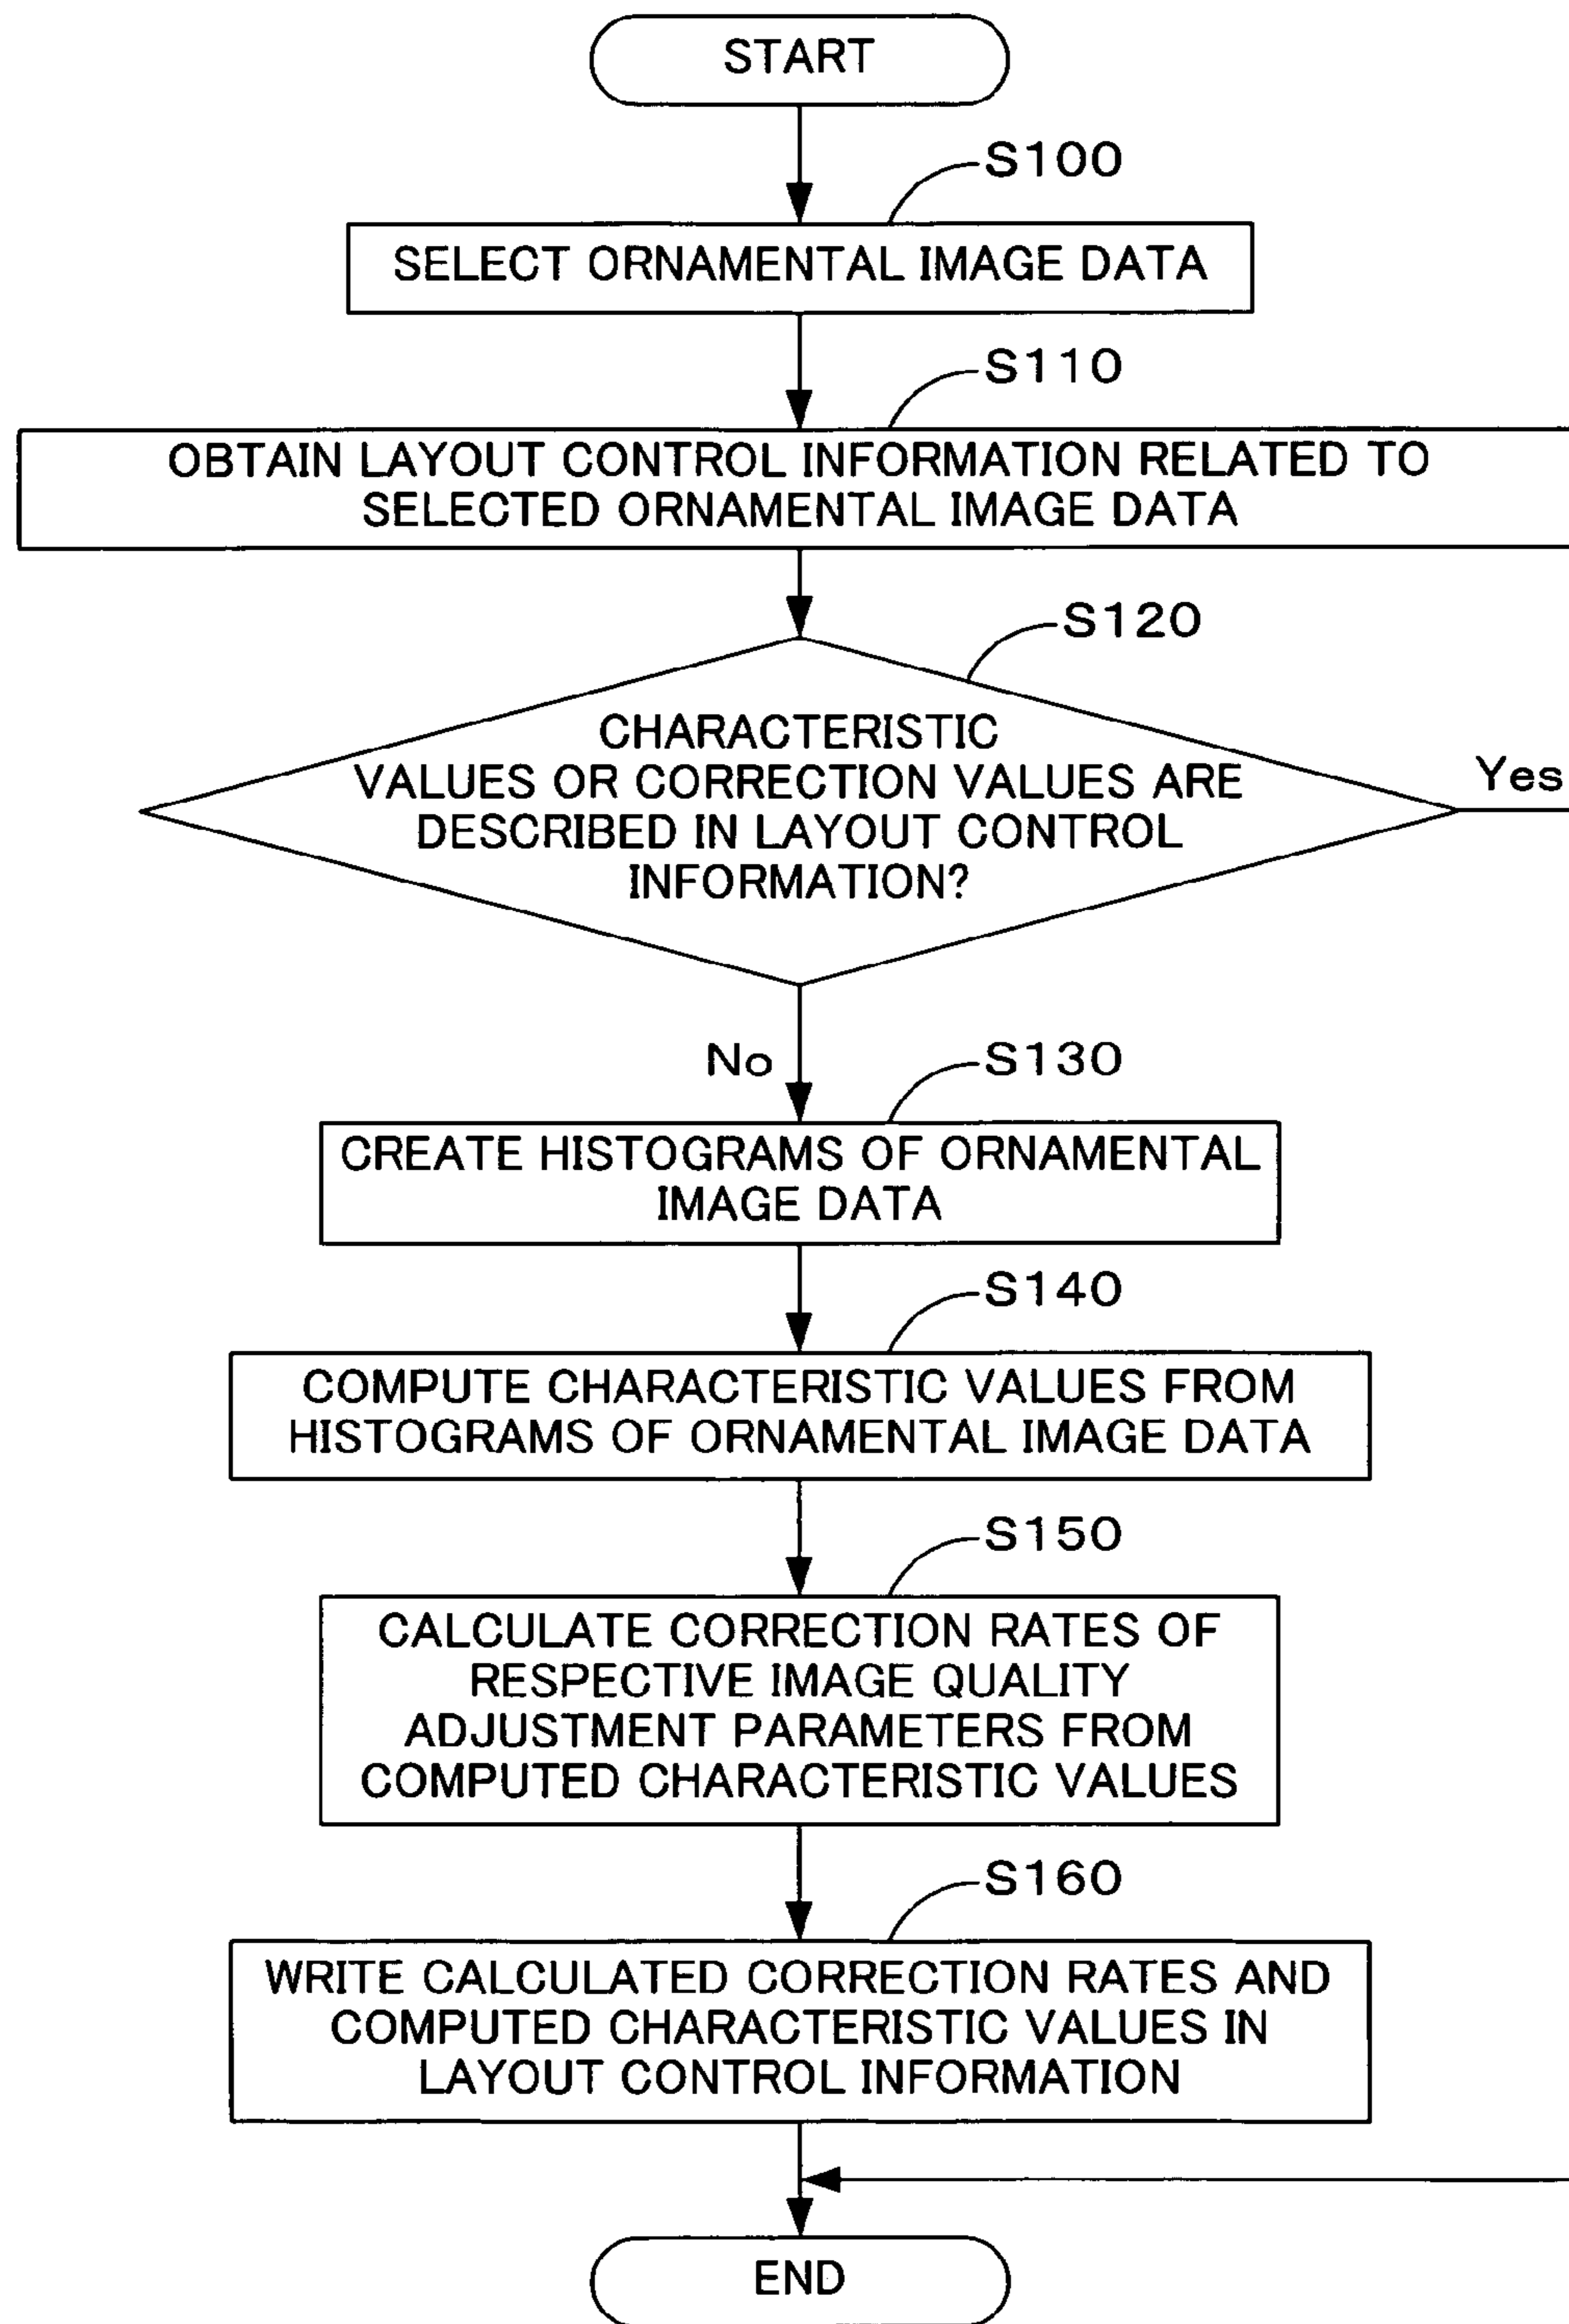 START
S100
SELECT ORNAMENTAL IMAGE DATA
S110
OBTAIN LAYOUT CONTROL INFORMATION RELATED TO
SELECTED ORNAMENTAL IMAGE DATA
S120
CHARACTERISTIC
VALUES OR CORRECTION VALUES ARE
DESCRIBED IN LAYOUT CONTROL
INFORMATION?
Yes
No
S130
CREATE HISTOGRAMS OF ORNAMENTAL
IMAGE DATA
S140
COMPUTE CHARACTERISTIC VALUES FROM
HISTOGRAMS OF ORNAMENTAL IMAGE DATA
S150
CALCULATE CORRECTION RATES OF
RESPECTIVE IMAGE QUALITY
ADJUSTMENT PARAMETERS FROM
COMPUTED CHARACTERISTIC VALUES
S160
WRITE CALCULATED CORRECTION RATES AND
COMPUTED CHARACTERISTIC VALUES IN
LAYOUT CONTROL INFORMATION
END